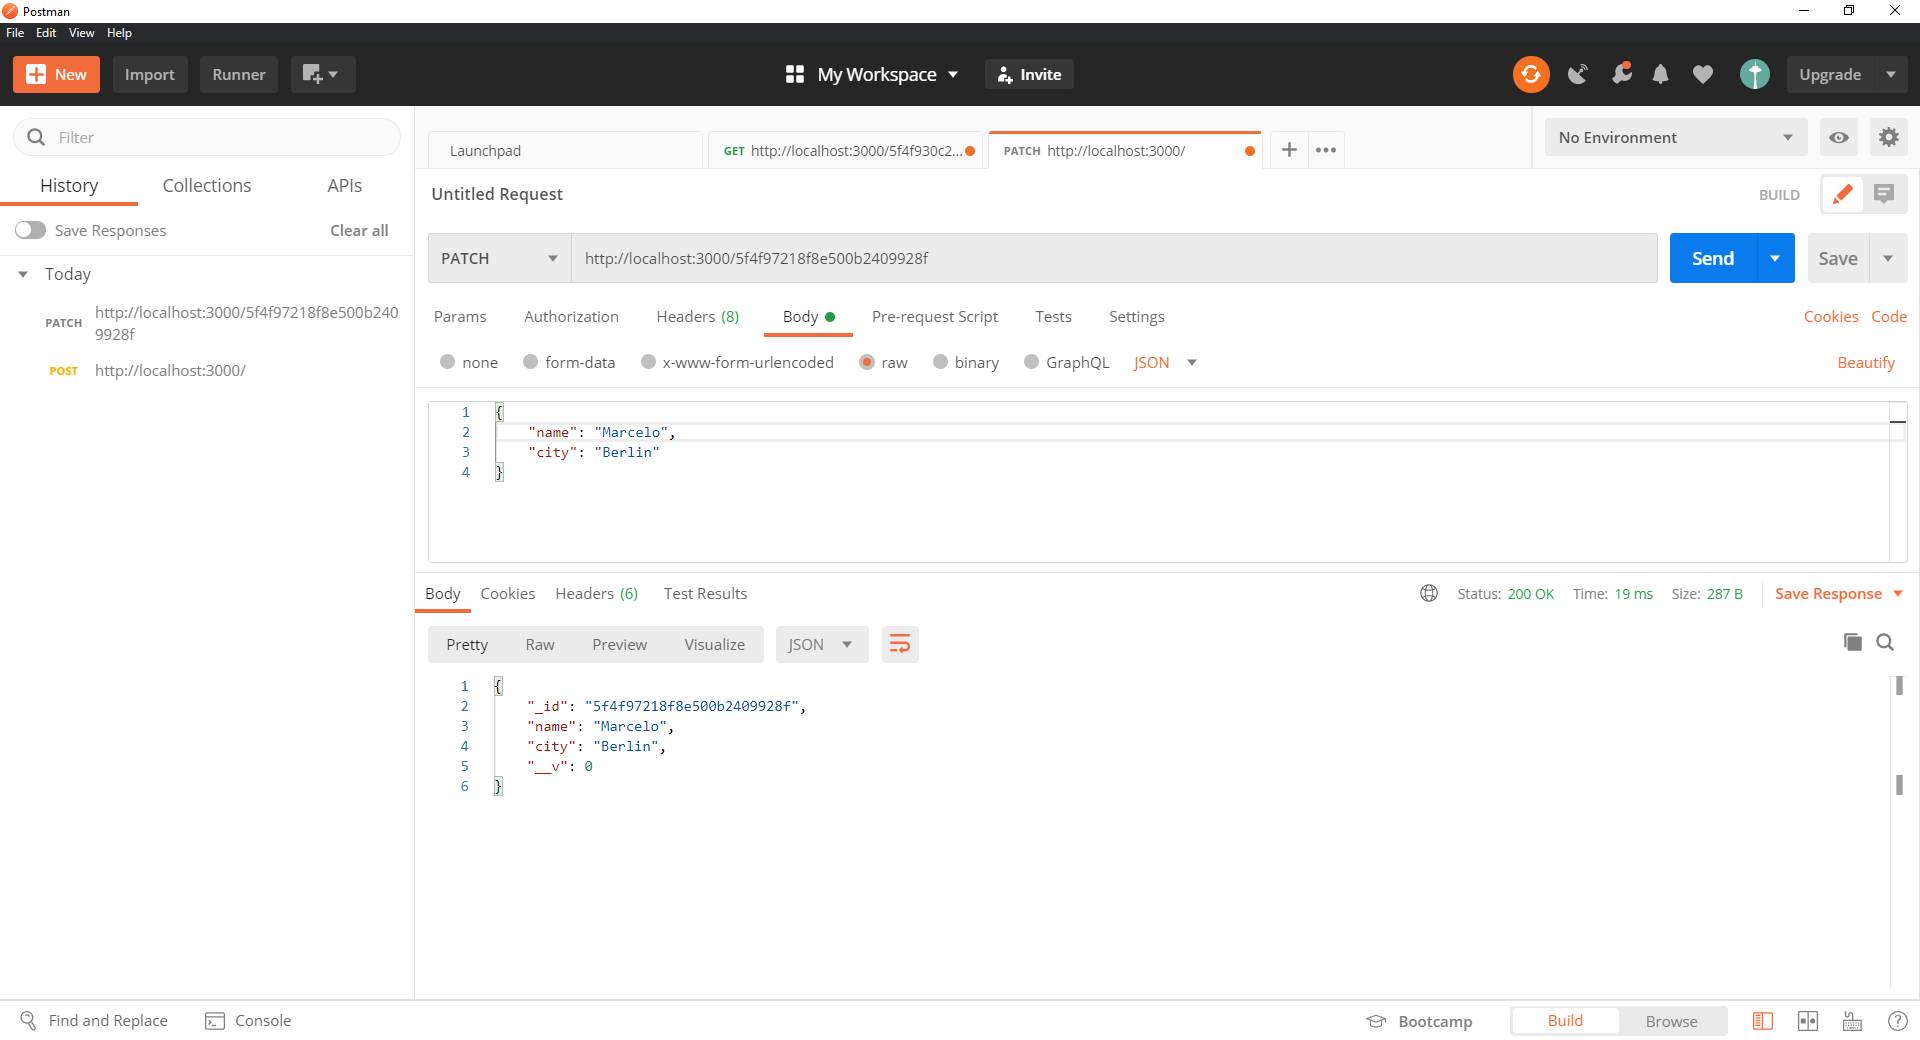 Postman
File Edit View Help
New Import Runner My Workspace Invite Upgrade
Filter
History Collections APIs
Save Responses Clear all
Today
PATCH http://localhost:3000/5f4f97218f8e500b240
9928f
POST http://localhost:3000/
Launchpad GET http://localhost:3000/5f4f930c2... PATCH http://localhost:3000/ No Environment
Untitled Request BUILD
PATCH http://localhost:3000/5f4f97218f8e500b2409928f Send Save
Params Authorization Headers (8) Body Pre-request Script Tests Settings Cookies Code
none form-data x-www-form-urlencoded raw binary GraphQL JSON Beautify
1 {
2 "name": "Marcelo",
3 "city": "Berlin"
4 }
Body Cookies Headers (6) Test Results Status: 200 OK Time: 19 ms Size: 287 B Save Response
Pretty Raw Preview Visualize JSON
1 {
2 "_id": "5f4f97218f8e500b2409928f",
3 "name": "Marcelo",
4 "city": "Berlin",
5 "__v": 0
6 }
Find and Replace Console Bootcamp Build Browse